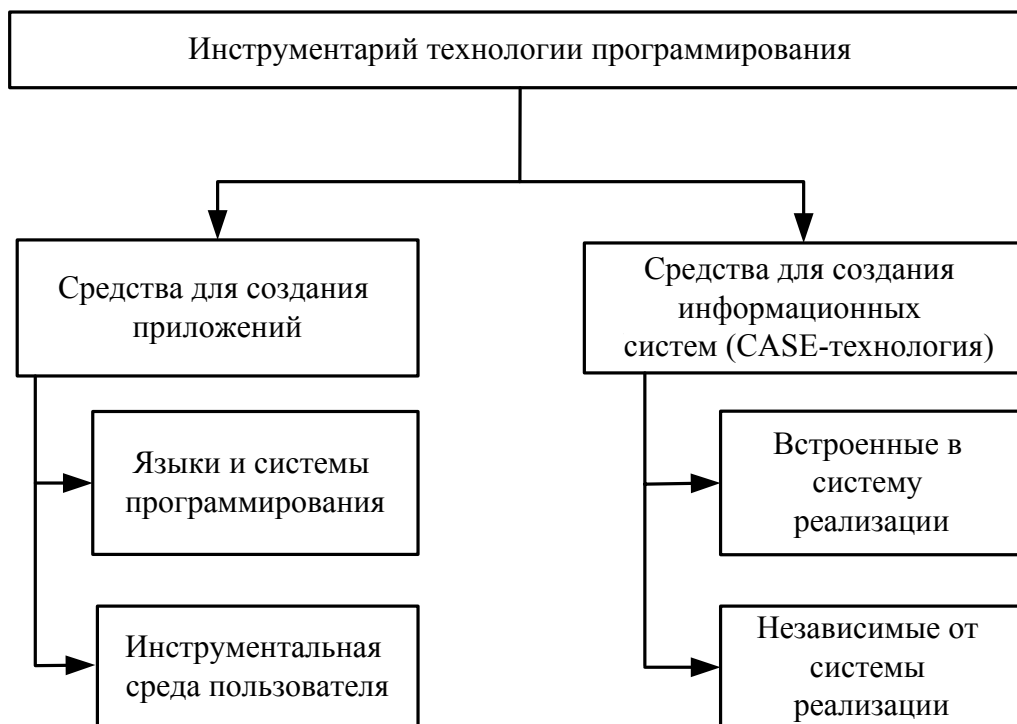 Инструментарий технологии программирования
Средства для создания
приложений
Языки и системы
программирования
Инструментальная
среда пользователя
Средства для создания
информационных
систем (CASE-технология)
Встроенные в
систему
реализации
Независимые от
системы
реализации